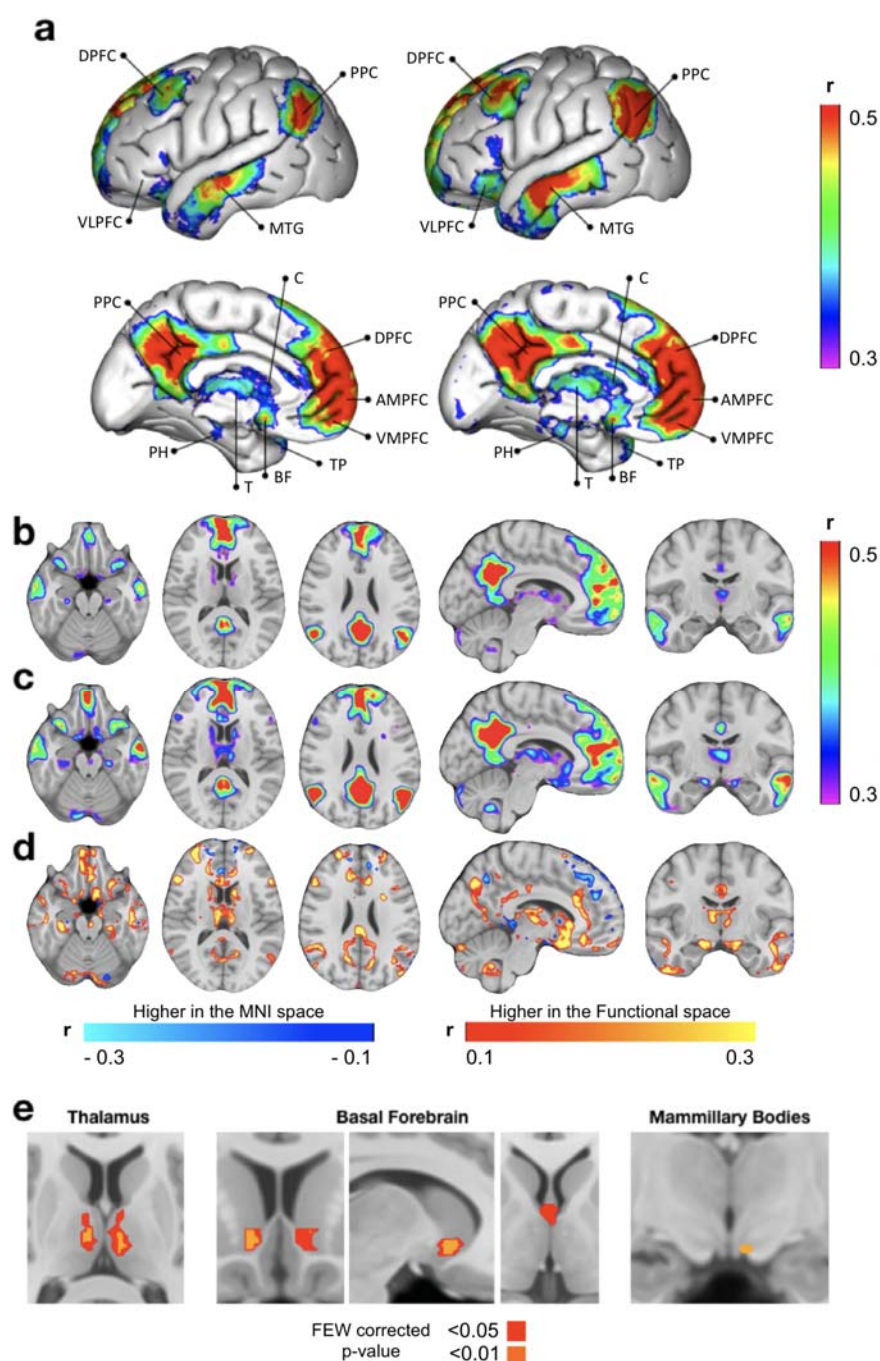 a
DPFC
PPC
VLPFC
MTG
DPFC
PPC
VLPFC
MTG
r
0.5
0.3
C
PPC
DPFC
AMPFC
VMPFC
PH
T
BF
TP
C
PPC
DPFC
AMPFC
VMPFC
PH
T
BF
TP
b
r
0.5
0.3
c
d
Higher in the MNI space
r
- 0.3
- 0.1
Higher in the Functional space
r
0.1
0.3
e
Thalamus
Basal Forebrain
Mammillary Bodies
FEW corrected <0.05
p-value <0.01